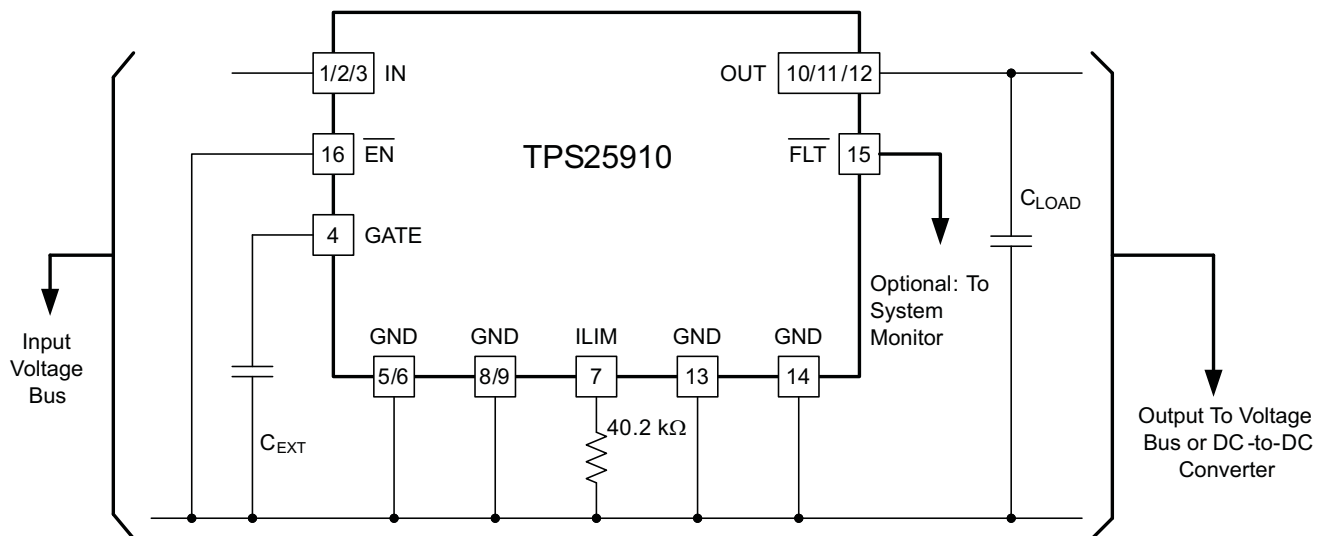 1/2/3 IN
OUT 10/11/12
16 EN
TPS25910
FLT 15
4 GATE
CLOAD
Optional: To
System
Monitor
Input
Voltage
Bus
GND GND ILIM GND GND
5/6 8/9 7 13 14
CEXT
40.2 kΩ
Output To Voltage
Bus or DC-to-DC
Converter